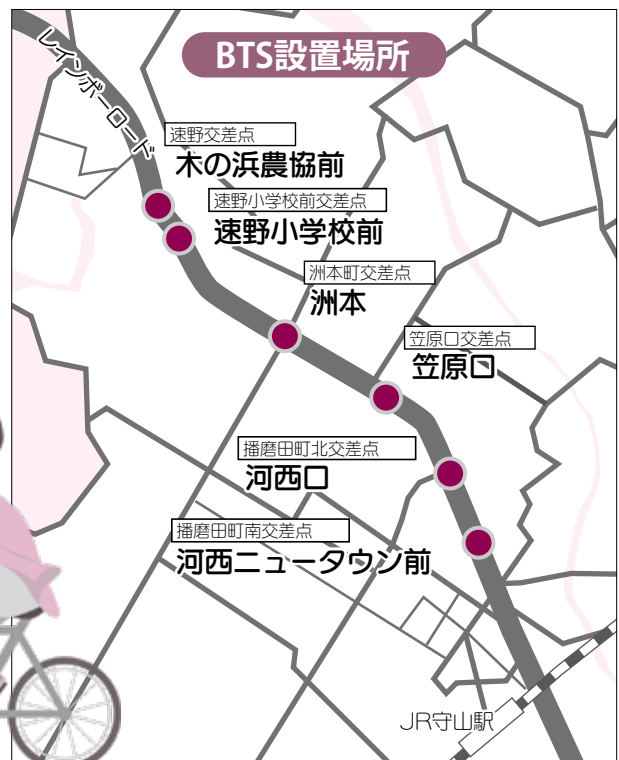 BTS設置場所
レインボーロード
速野交差点
木の浜農協前
速野小学校前交差点
速野小学校前
洲本町交差点
洲本
笠原口交差点
笠原口
播磨田町北交差点
河西口
播磨田町南交差点
河西ニュータウン前
JR守山駅